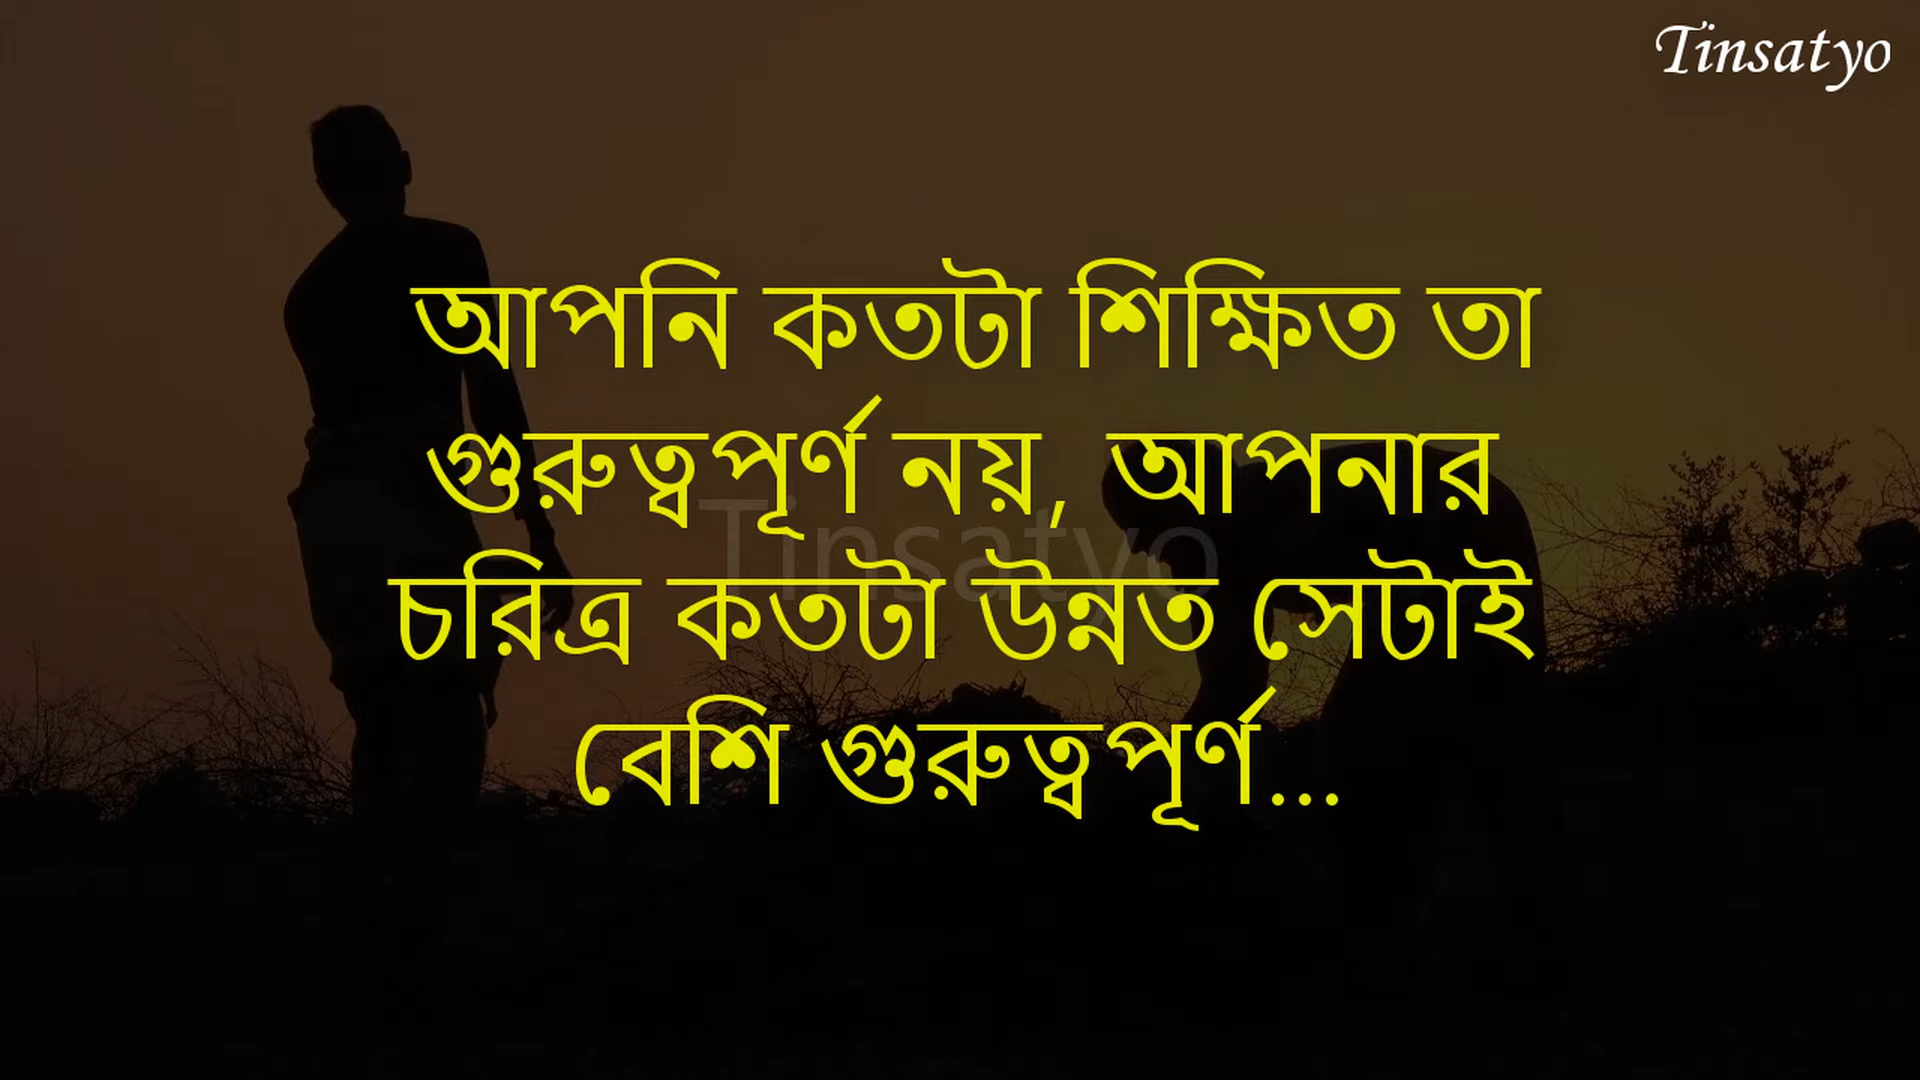 Tinsatyo
আপনি কতটা শিক্ষিত তা
গুরুত্বপূর্ণ নয়, আপনার
Tinsatyo
চরিত্র কতটা উন্নত সেটাই
বেশি গুরুত্বপূর্ণ...